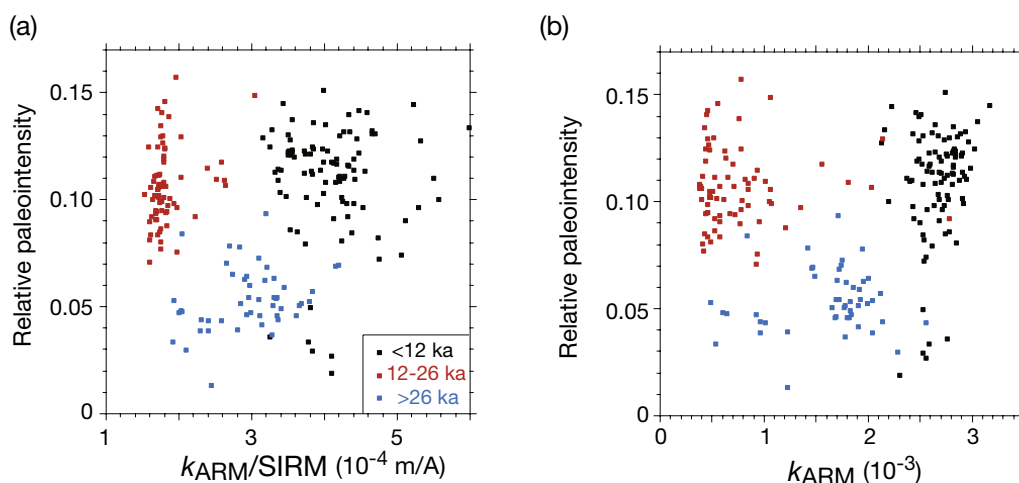 (a)
Relative paleointensity
0.15
0.10
0.05
0
1
3
5
kARM/SIRM (10⁻⁴ m/A)
<12 ka
12-26 ka
>26 ka
(b)
Relative paleointensity
0.15
0.10
0.05
0
0
1
2
3
kARM (10⁻³)